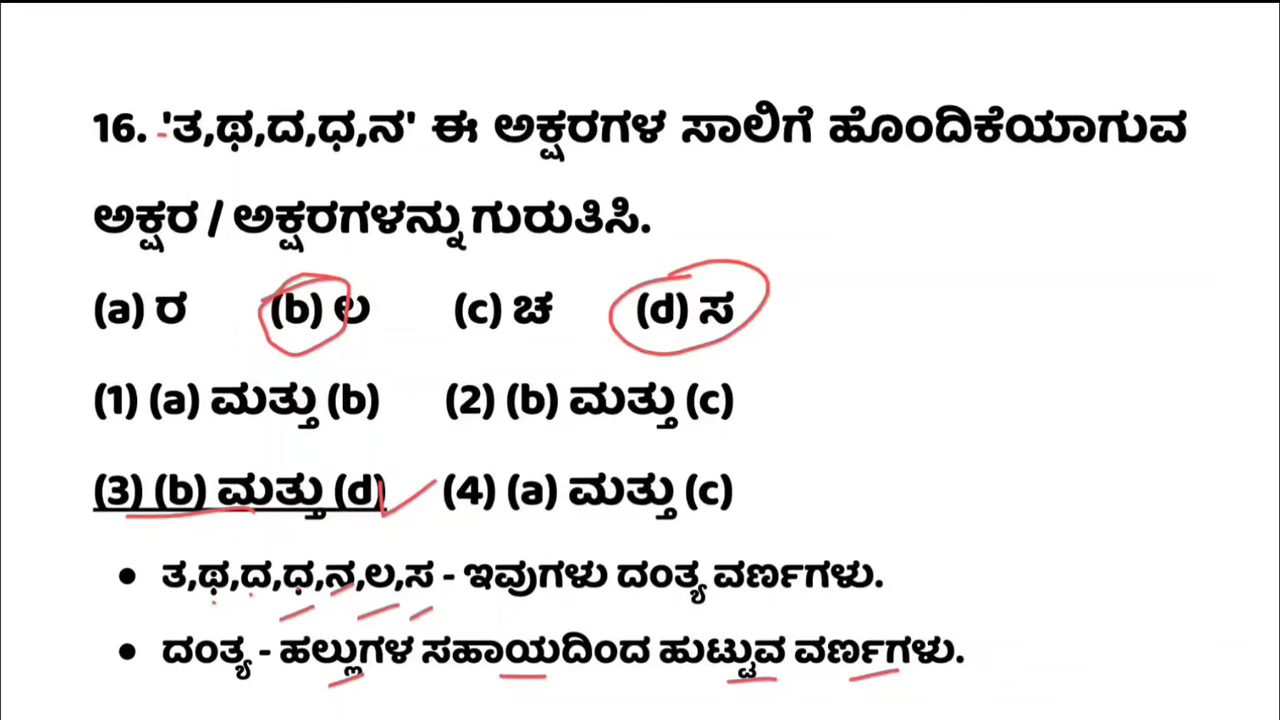 16. 'ತ,ಥ,ದ,ಧ,ನ' ಈ ಅಕ್ಷರಗಳ ಸಾಲಿಗೆ ಹೊಂದಿಕೆಯಾಗುವ
ಅಕ್ಷರ / ಅಕ್ಷರಗಳನ್ನು ಗುರುತಿಸಿ.
(a) ರ (b) ಲ (c) ಚ (d) ಸ
(1) (a) ಮತ್ತು (b) (2) (b) ಮತ್ತು (c)
(3) (b) ಮತ್ತು (d) (4) (a) ಮತ್ತು (c)
• ತ,ಥ,ದ,ಧ,ನ,ಲ,ಸ - ಇವುಗಳು ದಂತ್ಯ ವರ್ಣಗಳು.
• ದಂತ್ಯ - ಹಲ್ಲುಗಳ ಸಹಾಯದಿಂದ ಹುಟ್ಟುವ ವರ್ಣಗಳು.